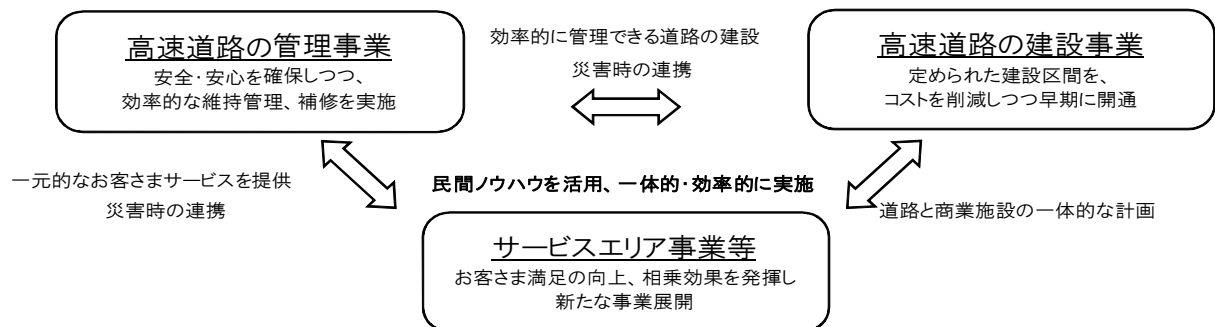 高速道路の管理事業
安全･安心を確保しつつ、
効率的な維持管理、補修を実施
効率的に管理できる道路の建設
災害時の連携
高速道路の建設事業
定められた建設区間を、
コストを削減しつつ早期に開通
一元的なお客さまサービスを提供
災害時の連携
民間ノウハウを活用、一体的･効率的に実施
道路と商業施設の一体的な計画
サービスエリア事業等
お客さま満足の向上、相乗効果を発揮し
新たな事業展開